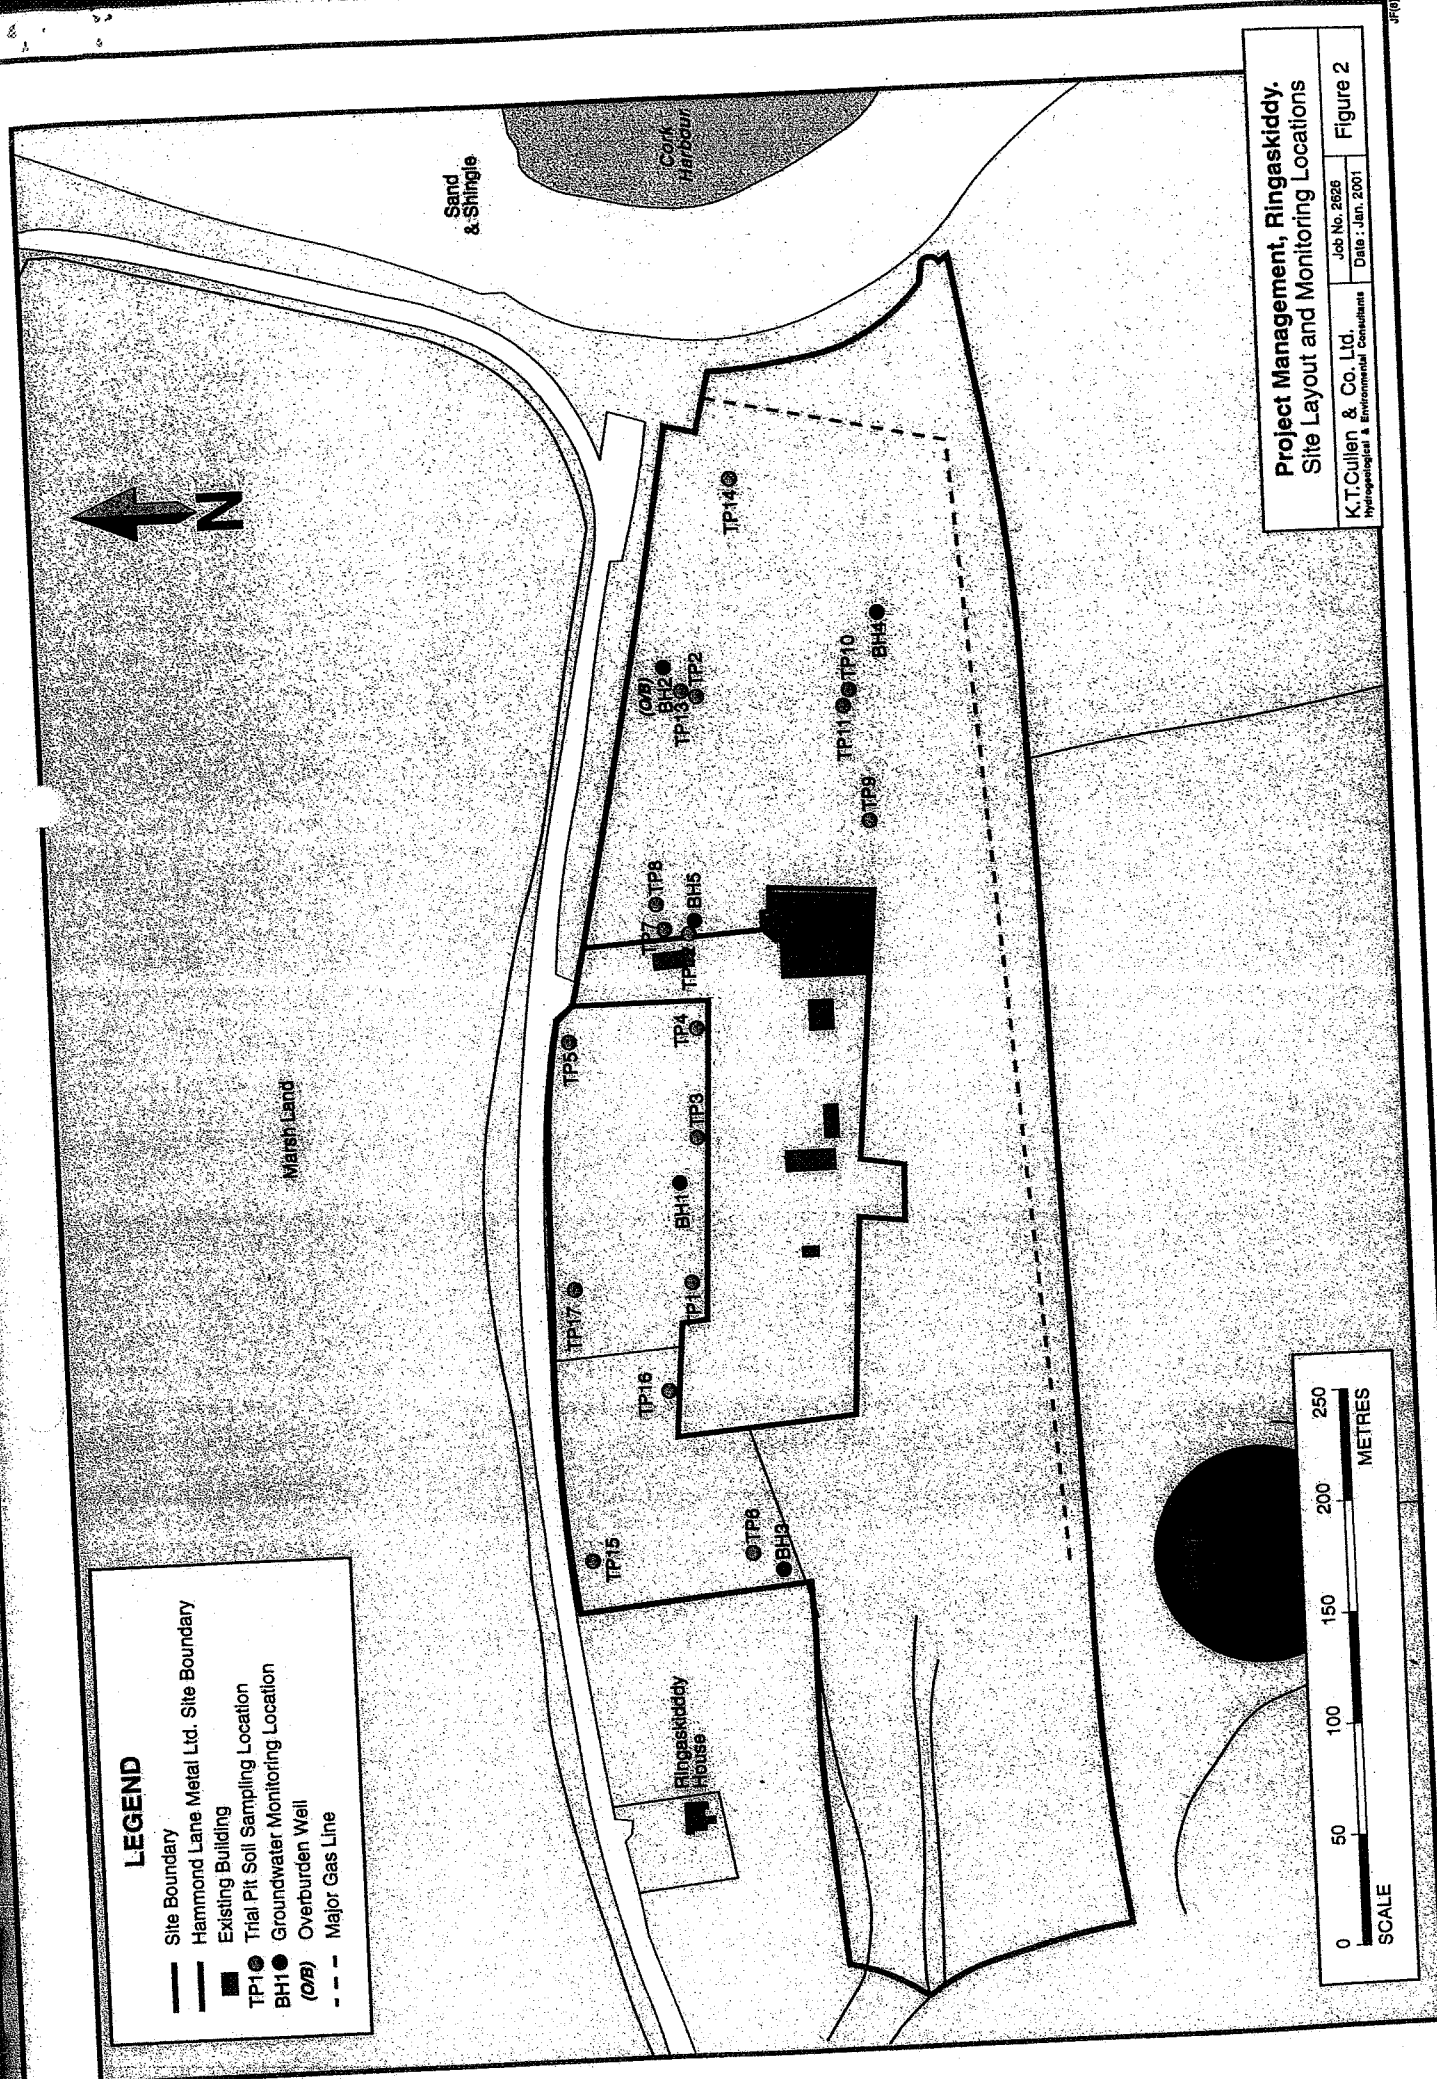 LEGEND
Site Boundary
Hammond Lane Metal Ltd. Site Boundary
Existing Building
TP1 Trial Pit Soil Sampling Location
BH1 Groundwater Monitoring Location
(O/B) Overburden Well
Major Gas Line
Marsh Land
N
Sand
& Shingle
Cork
Harbour
Ringaskidddy
House
TP15
TP6
BH3
TP16
TP17
TP1
BH1
TP3
TP4
TP5
TP7
TP8
BH5
(O/B)
BH2
TP13
TP2
TP14
TP11
TP10
BH4
TP9
0
50
100
150
200
250
SCALE
METRES
Project Management, Ringaskiddy.
Site Layout and Monitoring Locations
K.T.Cullen & Co. Ltd.
Hydrogeological & Environmental Consultants
Job No. 2626
Date : Jan. 2001
Figure 2